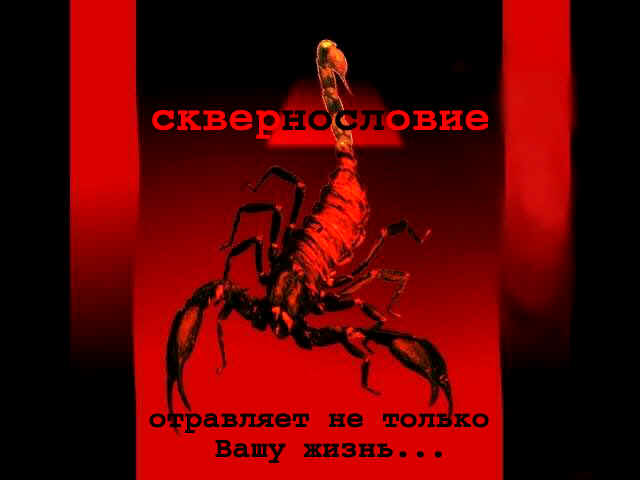 сквернословие
отравляет не только
Вашу жизнь...